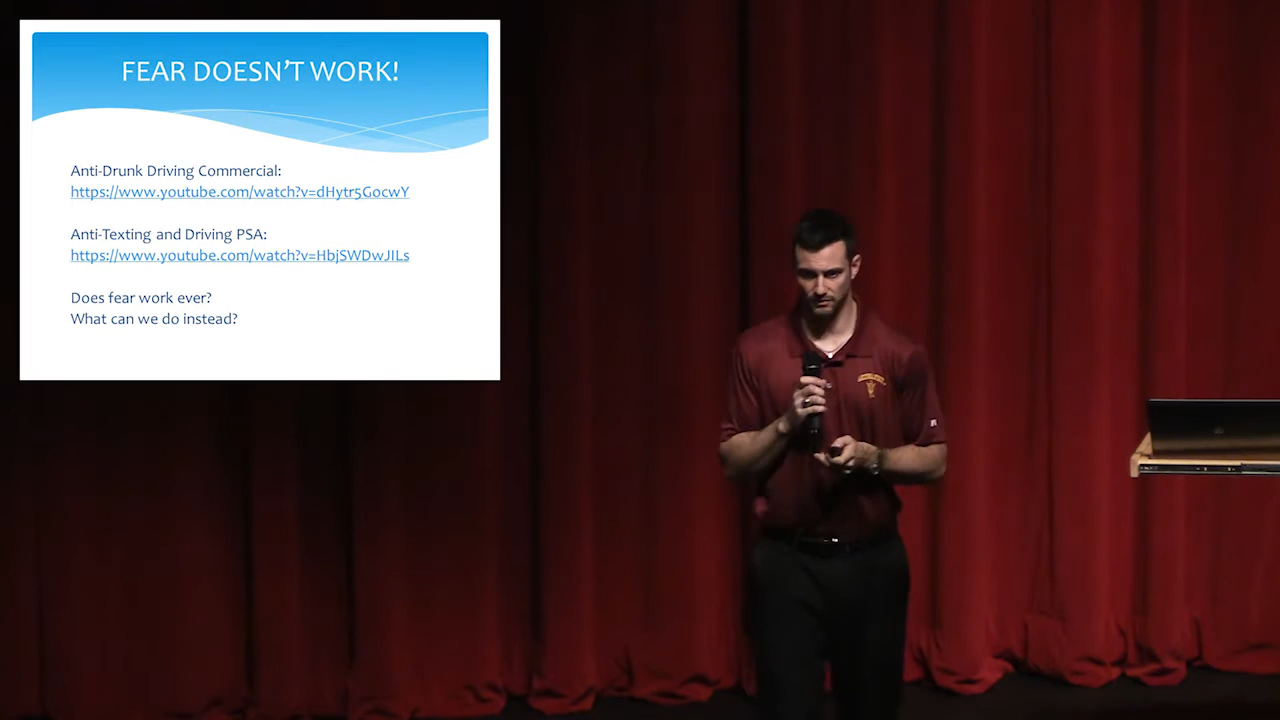 FEAR DOESN'T WORK!
Anti-Drunk Driving Commercial:
https://www.youtube.com/watch?v=dHytr5GocwY
Anti-Texting and Driving PSA:
https://www.youtube.com/watch?v=HbjSWDwJILs
Does fear work ever?
What can we do instead?